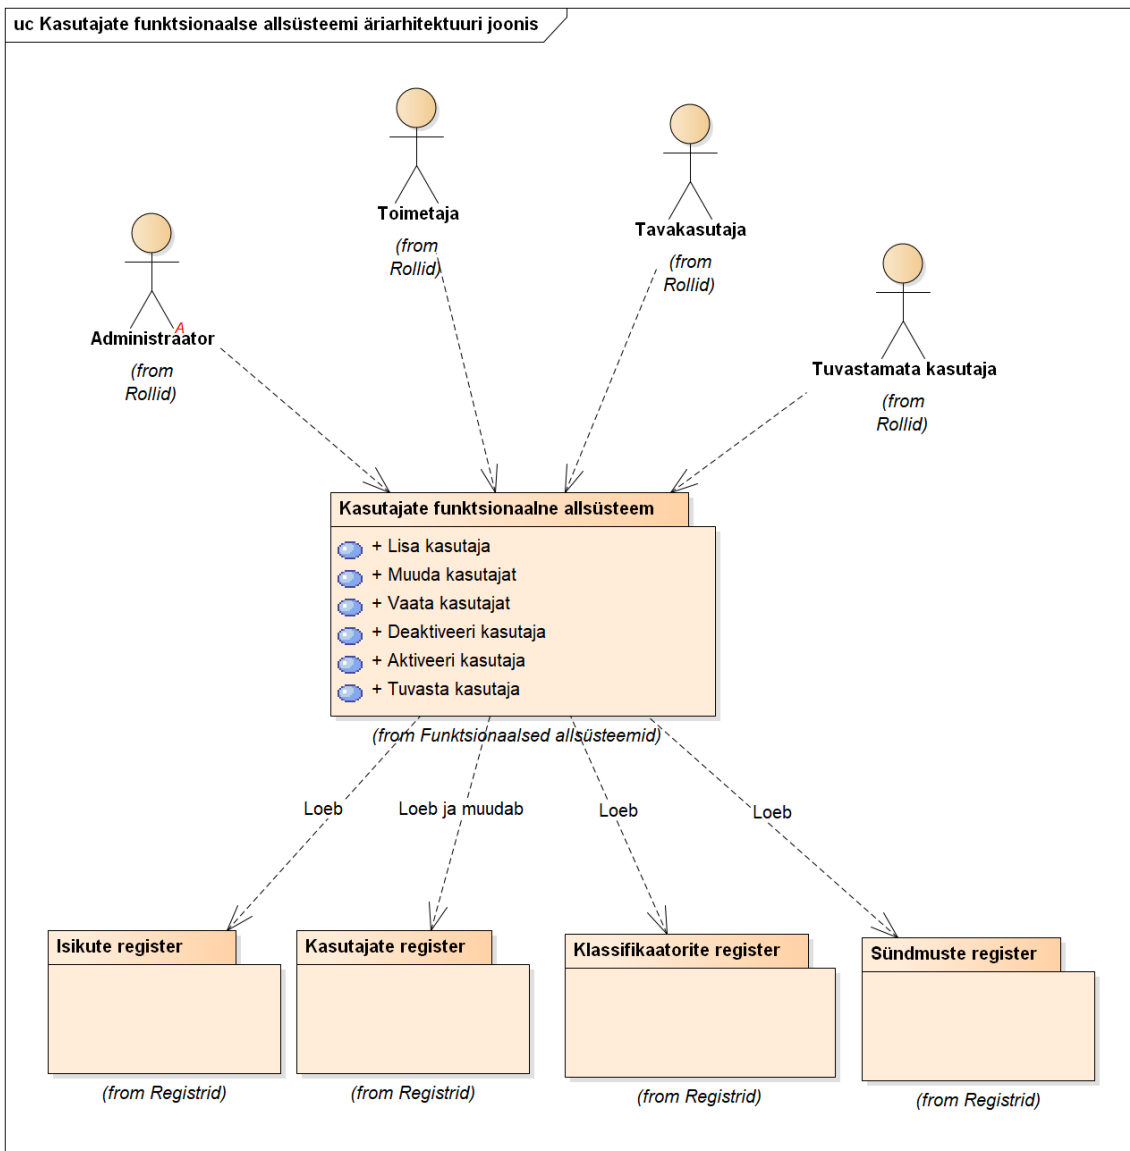 uc Kasutajate funktsionaalse allsüsteemi äriarhitektuuri joonis
Toimetaja
(from
Rollid)
Tavakasutaja
(from
Rollid)
A
Administraator
(from
Rollid)
Tuvastamata kasutaja
(from
Rollid)
Kasutajate funktsionaalne allsüsteem
+ Lisa kasutaja
+ Muuda kasutajat
+ Vaata kasutajat
+ Deaktiveeri kasutaja
+ Aktiveeri kasutaja
+ Tuvasta kasutaja
(from Funktsionaalsed allsüsteemid)
Loeb
Loeb ja muudab
Loeb
Loeb
Isikute register
Kasutajate register
Klassifikaatorite register
Sündmuste register
(from Registrid)
(from Registrid)
(from Registrid)
(from Registrid)